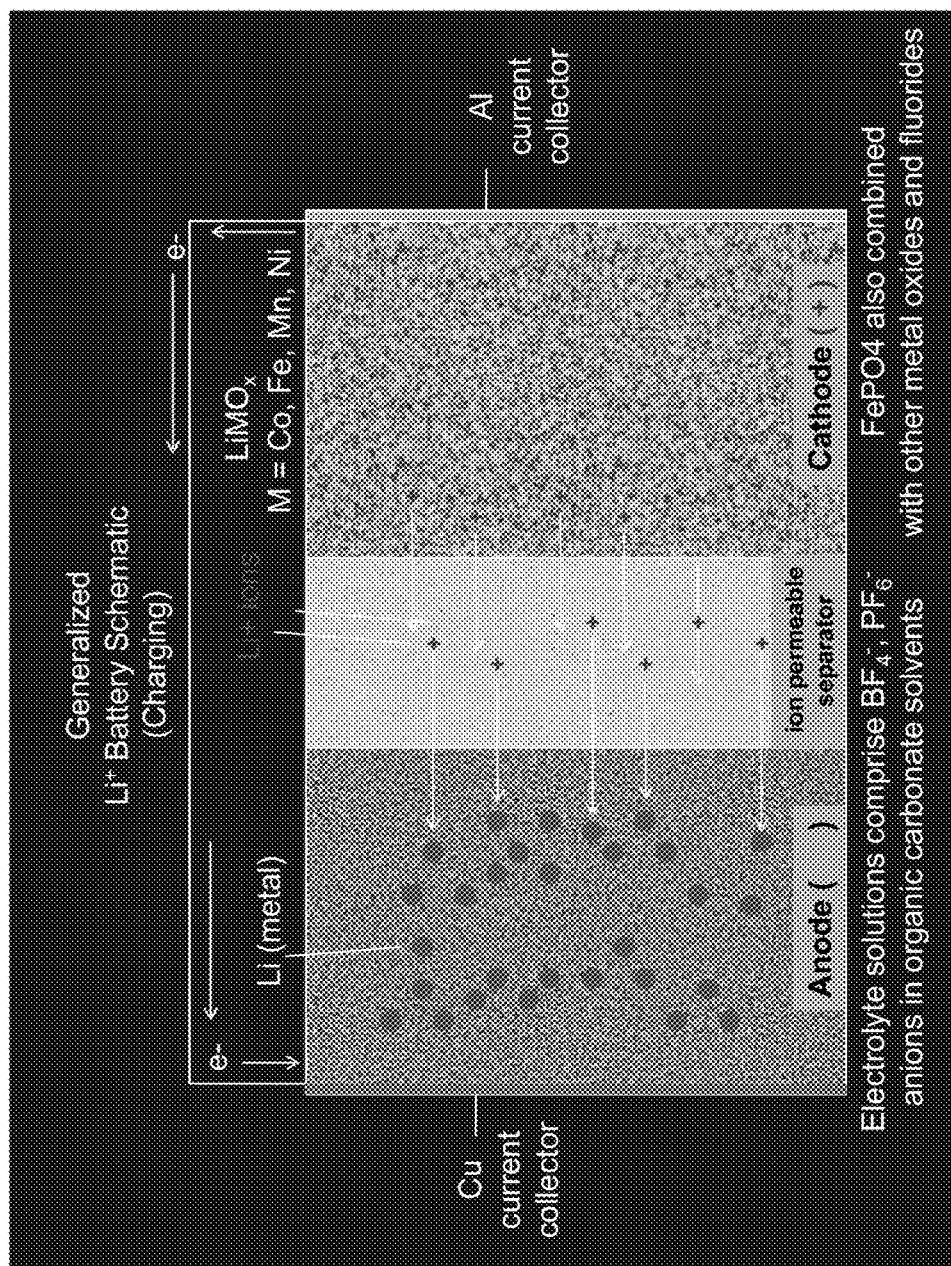 Generalized
Li⁺ Battery Schematic
(Charging)
e-
e-
Li (metal)
Li+ ions
LiMOₓ
M = Co, Fe, Mn, Ni
Cu
current
collector
Al
current
collector
Anode ( )
ion permeable
separator
Cathode ( + )
Electrolyte solutions comprise BF₄⁻, PF₆⁻
anions in organic carbonate solvents
FePO4 also combined
with other metal oxides and fluorides